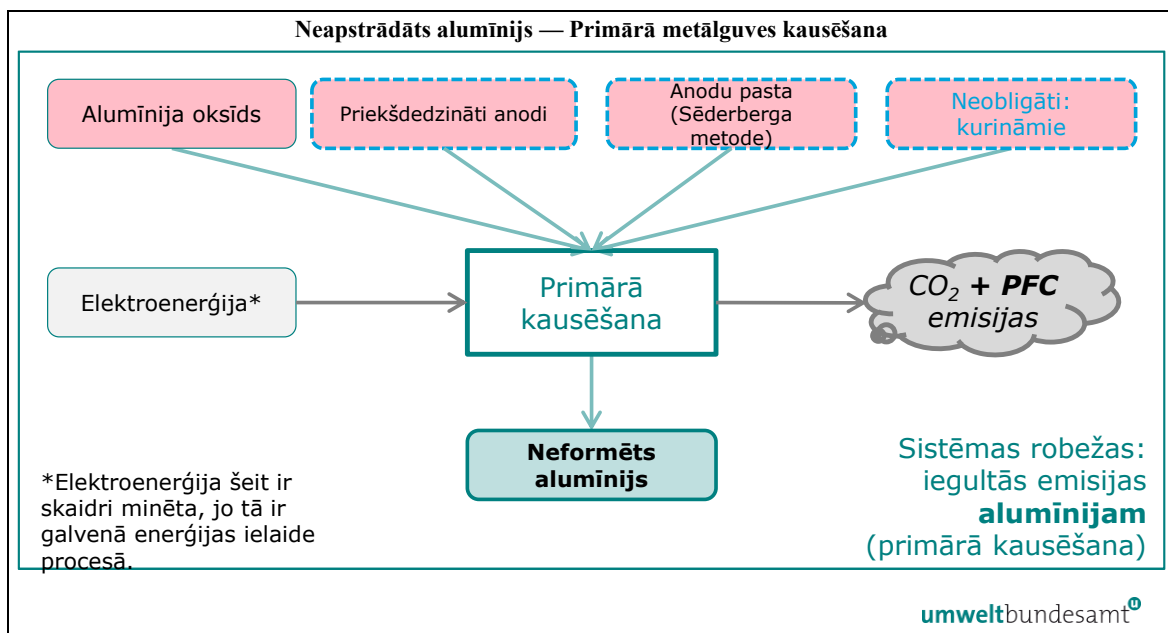 Neapstrādāts alumīnijs — Primārā metālguves kausēšana
Alumīnija oksīds
Priekšdedzināti anodi
Anodu pasta
(Sēderberga
metode)
Neobligāti:
kurināmie
Elektroenerģija*
Primārā
kausēšana
CO₂ + PFC
emisijas
Neformēts
alumīnijs
*Elektroenerģija šeit ir
skaidri minēta, jo tā ir
galvenā enerģijas ielaide
procesā.
Sistēmas robežas:
iegultās emisijas
alumīnijam
(primārā kausēšana)
umweltbundesamt